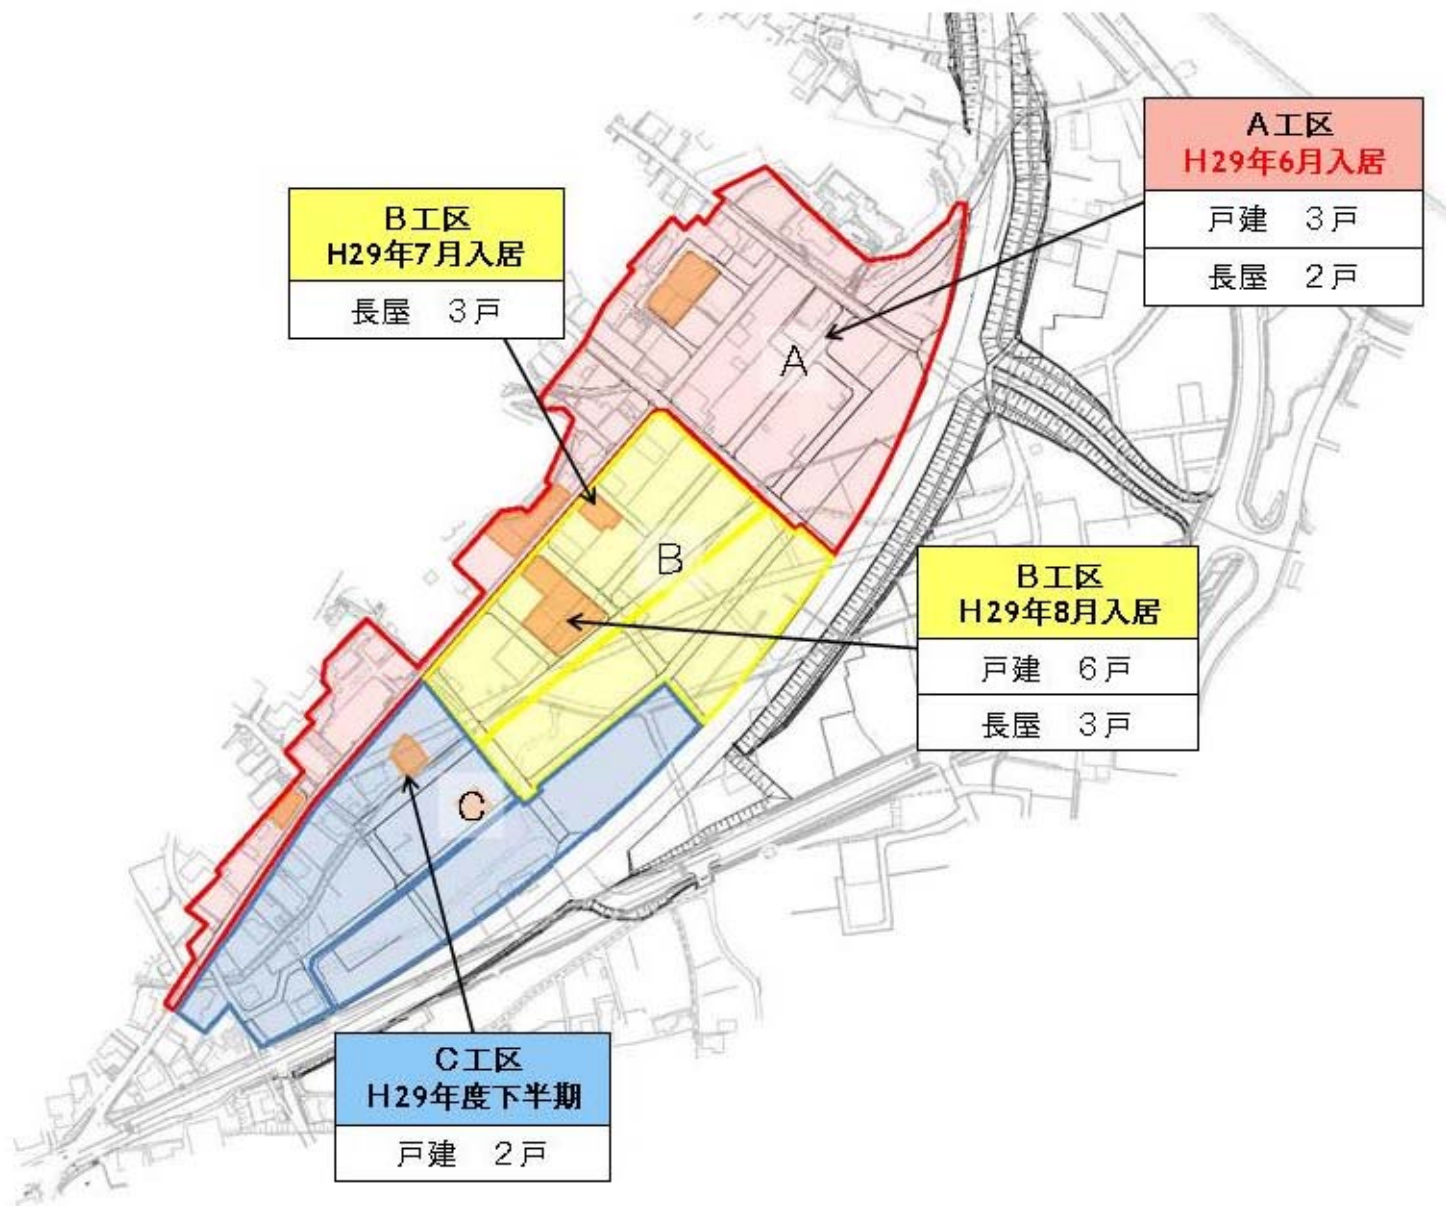 A工区
H29年6月入居
戸建　3戸
長屋　2戸
B工区
H29年7月入居
長屋　3戸
A
B
B工区
H29年8月入居
戸建　6戸
長屋　3戸
C
C工区
H29年度下半期
戸建　2戸